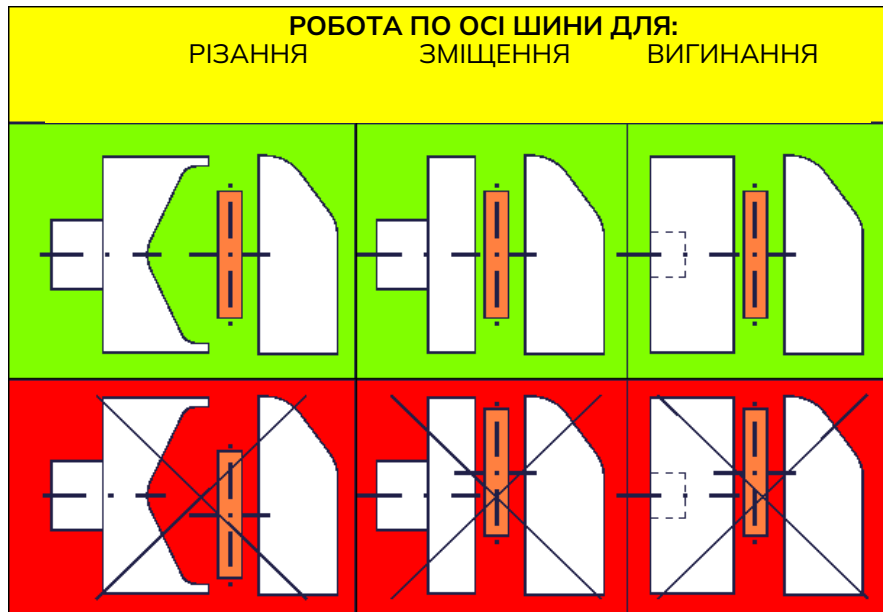 РОБОТА ПО ОСІ ШИНИ ДЛЯ:
РІЗАННЯ ЗМІЩЕННЯ ВИГИНАННЯ